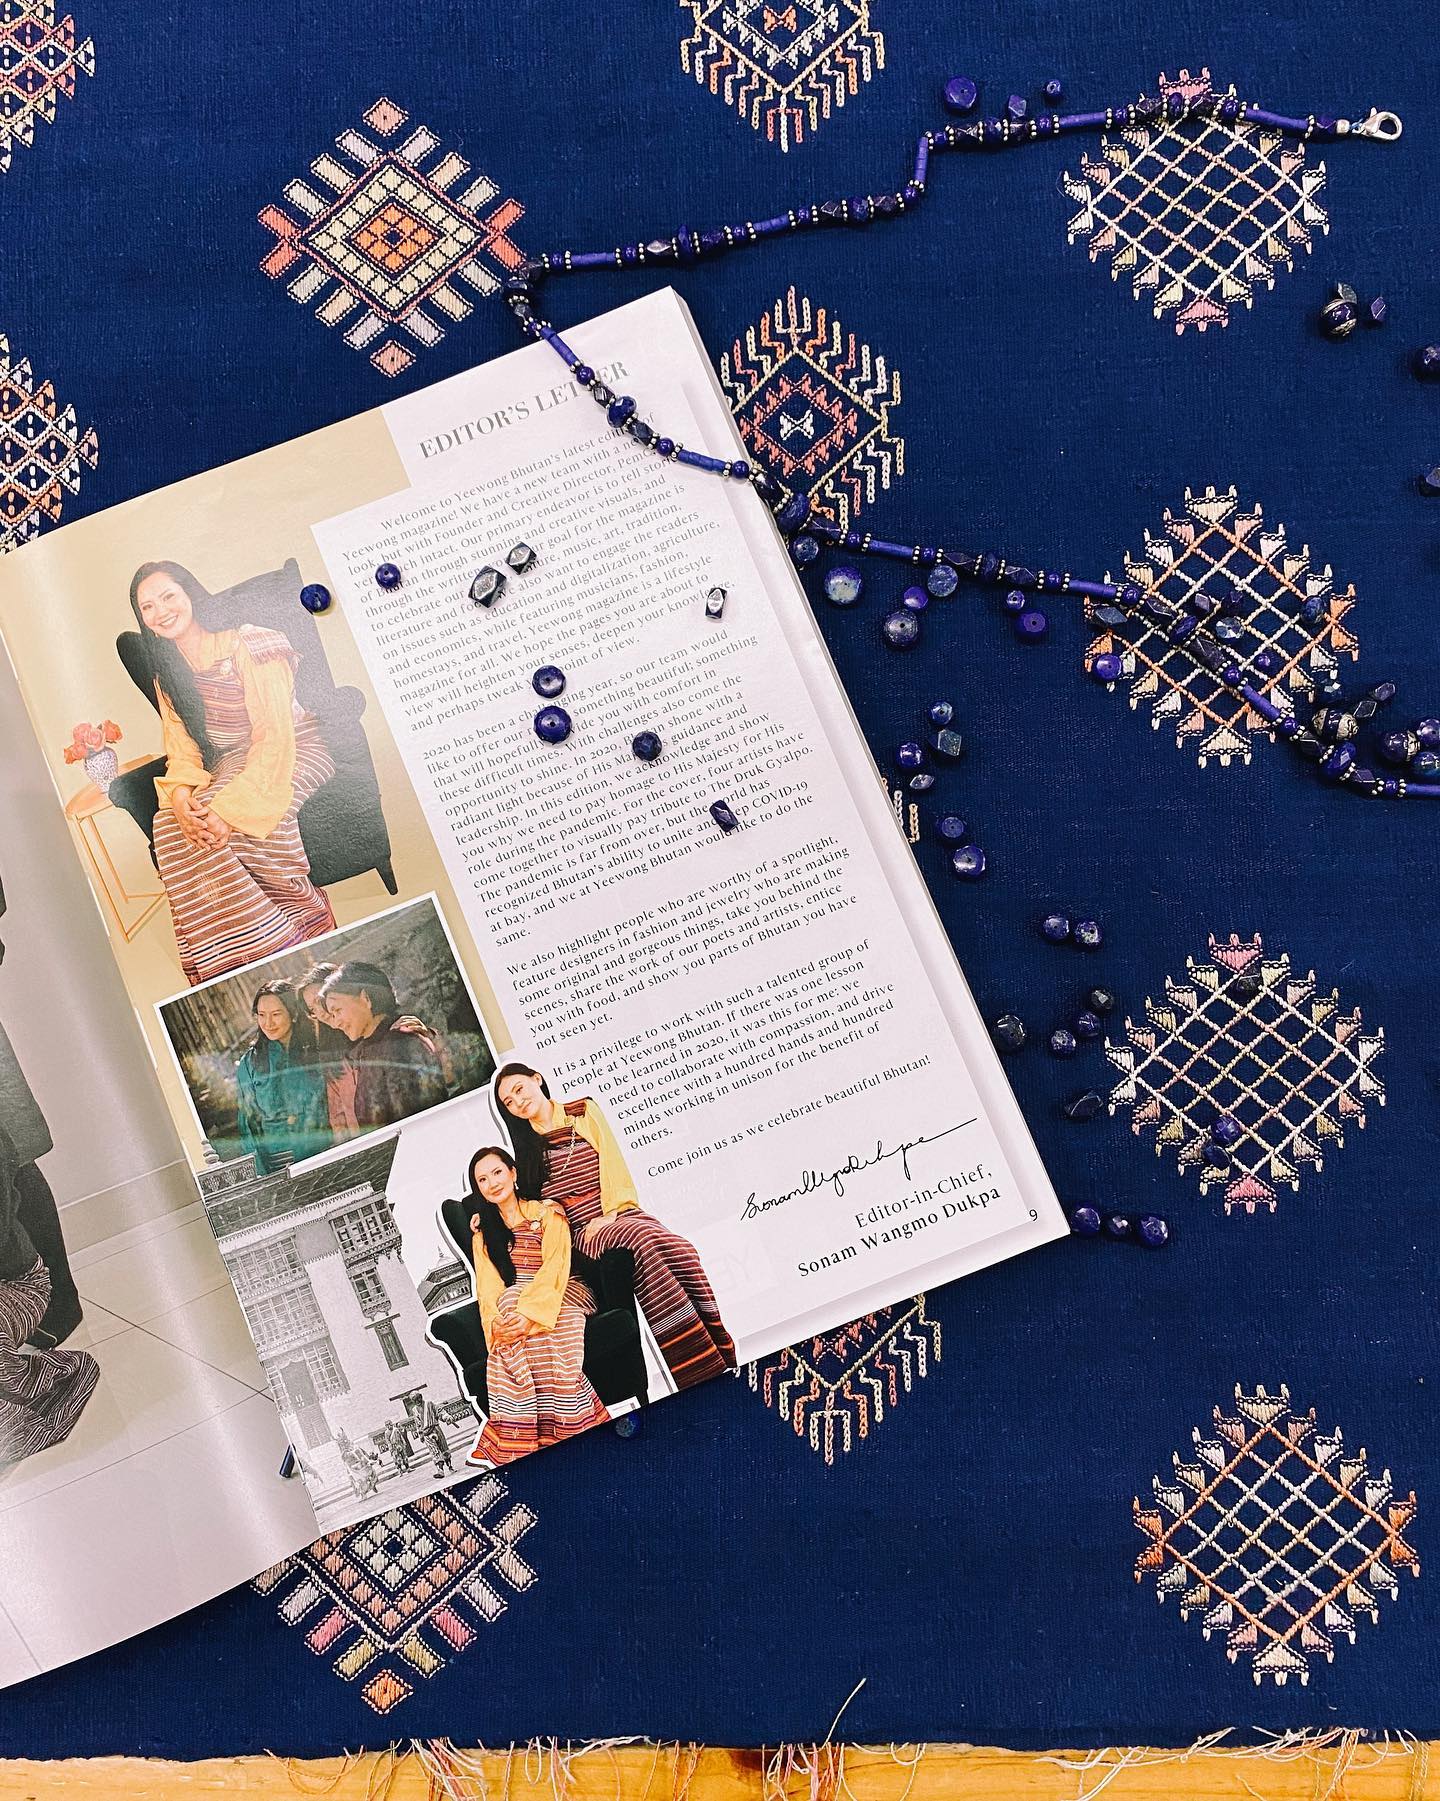 EDITOR'S LETTER
Welcome to Yeewong Bhutan's latest edition of
Yeewong magazine! We have a new team with a new
look but with Founder and Creative Director,
much intact. Our primary endeavor is to tell stories
of Bhutan through stunning and creative visuals, and
through the written goal for the magazine is
to celebrate our music, art, tradition,
literature and also want to engage the readers
on issues such as education and digitalization, agriculture,
and economics, while featuring musicians, fashion,
homestays, and travel. Yeewong magazine is a lifestyle
magazine for all. We hope the pages you are about to
view will heighten your senses, deepen your knowledge,
and perhaps tweak point of view.
2020 has been a challenging year, so our team would
like to offer our something beautiful; something
that will hopefully you with comfort in
these difficult times. With challenges also come the
opportunity to shine. In 2020, shone with a
radiant light because of His Majesty's guidance and
leadership. In this edition, we acknowledge and show
you why we need to pay homage to His Majesty for His
role during the pandemic. For the cover, four artists have
come together to visually pay tribute to The Druk Gyalpo.
The pandemic is far from over, but the world has
recognized Bhutan's ability to unite and keep COVID-19
at bay, and we at Yeewong Bhutan would like to do the
same.
We also highlight people who are worthy of a spotlight,
feature designers in fashion and jewelry who are making
some original and gorgeous things, take you behind the
scenes, share the work of our poets and artists, entice
you with food, and show you parts of Bhutan you have
not seen yet.
It is a privilege to work with such a talented group of
people at Yeewong Bhutan. If there was one lesson
to be learned in 2020, it was this for me: we
need to collaborate with compassion, and drive
excellence with a hundred hands and hundred
minds working in unison for the benefit of
others.
Come join us as we celebrate beautiful Bhutan!
Editor-in-Chief,
Sonam Wangmo Dukpa
9